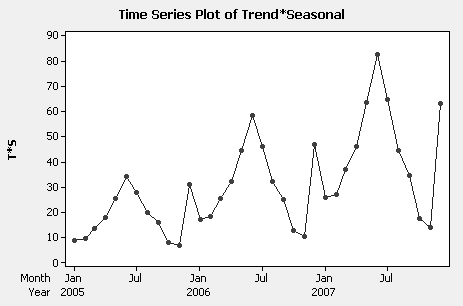 Time Series Plot of Trend*Seasonal
90
80
70
60
50
40
30
20
10
0
T*S
Month Jan Jul Jan Jul Jan Jul
Year 2005 2006 2007